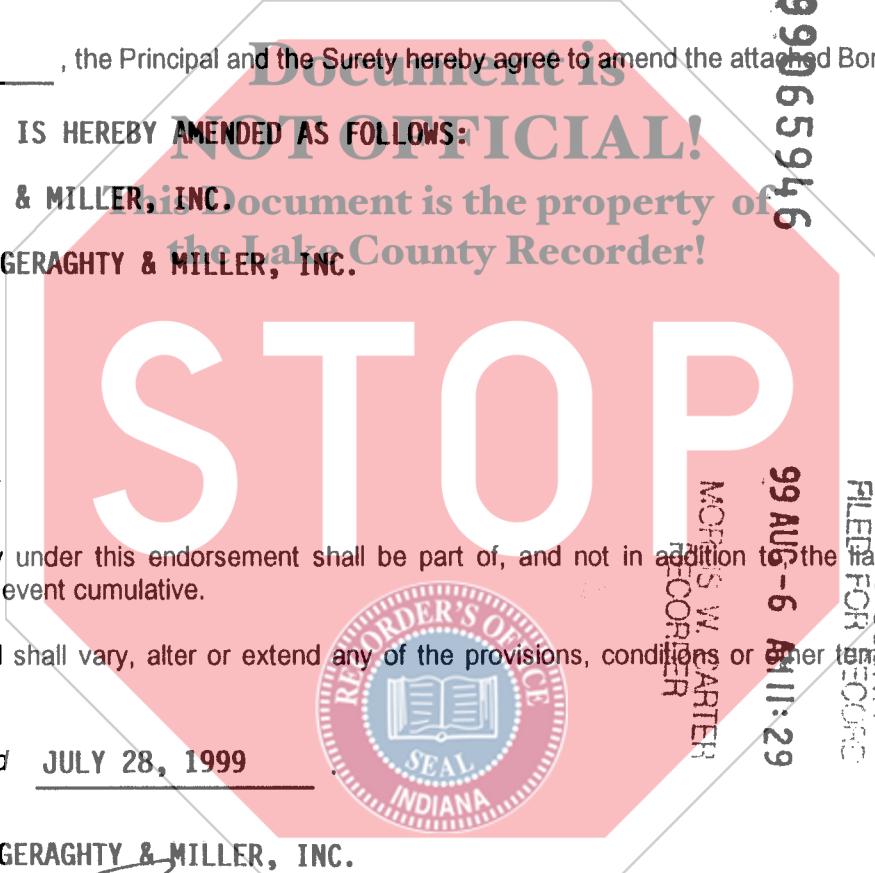 , the Principal and the Surety hereby agree to amend the attached
Document is
IS HEREBY AMENDED AS FOLLOWS:
NOT OFFICIAL!
& MILLER, INC.
This Document is the property of
GERAGHTY & MILLER, INC.
the Lake County Recorder!
STOP
under this endorsement shall be part of, and not in addition to, the
event cumulative.
shall vary, alter or extend any of the provisions, conditions or other
JULY 28, 1999
GERAGHTY & MILLER, INC.
RECORDER'S OFFICE
SEAL
INDIANA
99065946
MORRIS W. CARTER
RECORDER
99 AUG -6 AM 11: 29
FILED FOR RECORD